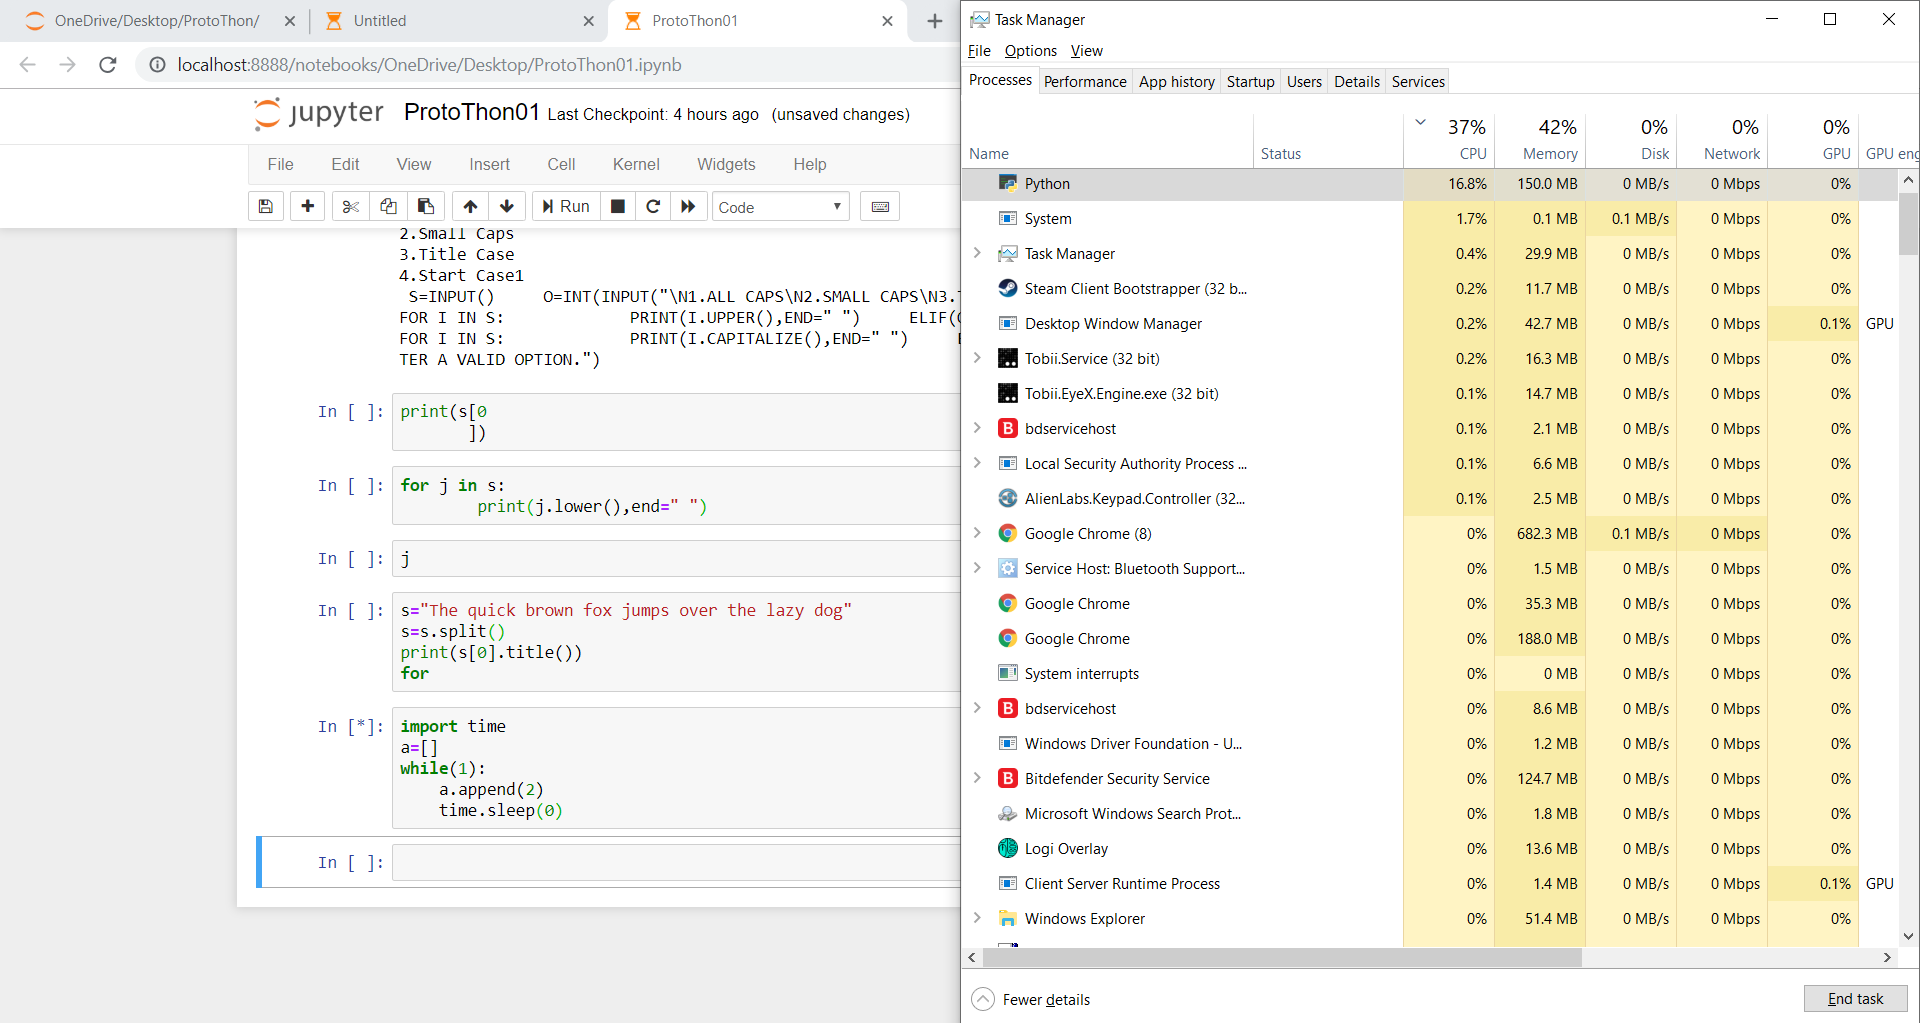 OneDrive/Desktop/ProtoThon/
Untitled
ProtoThon01
localhost:8888/notebooks/OneDrive/Desktop/ProtoThon01.ipynb
jupyter ProtoThon01 Last Checkpoint: 4 hours ago (unsaved changes)
File Edit View Insert Cell Kernel Widgets Help
Run Code
2.Small Caps
3.Title Case
4.Start Case1
S=INPUT() O=INT(INPUT("\N1.ALL CAPS\N2.SMALL CAPS\N3.
FOR I IN S: PRINT(I.UPPER(),END=" ") ELIF(
FOR I IN S: PRINT(I.CAPITALIZE(),END=" ")
TER A VALID OPTION.")
In [ ]: print(s[0
])
In [ ]: for j in s:
print(j.lower(),end=" ")
In [ ]: j
In [ ]: s="The quick brown fox jumps over the lazy dog"
s=s.split()
print(s[0].title())
for
In [*]: import time
a=[]
while(1):
a.append(2)
time.sleep(0)
In [ ]:
Task Manager
File Options View
Processes Performance App history Startup Users Details Services
37% 42% 0% 0% 0%
Name Status CPU Memory Disk Network GPU GPU eng
Python 16.8% 150.0 MB 0 MB/s 0 Mbps 0%
System 1.7% 0.1 MB 0.1 MB/s 0 Mbps 0%
Task Manager 0.4% 29.9 MB 0 MB/s 0 Mbps 0%
Steam Client Bootstrapper (32 b... 0.2% 11.7 MB 0 MB/s 0 Mbps 0%
Desktop Window Manager 0.2% 42.7 MB 0 MB/s 0 Mbps 0.1% GPU
Tobii.Service (32 bit) 0.2% 16.3 MB 0 MB/s 0 Mbps 0%
Tobii.EyeX.Engine.exe (32 bit) 0.1% 14.7 MB 0 MB/s 0 Mbps 0%
B bdservicehost 0.1% 2.1 MB 0 MB/s 0 Mbps 0%
Local Security Authority Process ... 0.1% 6.6 MB 0 MB/s 0 Mbps 0%
AlienLabs.Keypad.Controller (32... 0.1% 2.5 MB 0 MB/s 0 Mbps 0%
Google Chrome (8) 0% 682.3 MB 0.1 MB/s 0 Mbps 0%
Service Host: Bluetooth Support... 0% 1.5 MB 0 MB/s 0 Mbps 0%
Google Chrome 0% 35.3 MB 0 MB/s 0 Mbps 0%
Google Chrome 0% 188.0 MB 0 MB/s 0 Mbps 0%
System interrupts 0% 0 MB 0 MB/s 0 Mbps 0%
B bdservicehost 0% 8.6 MB 0 MB/s 0 Mbps 0%
Windows Driver Foundation - U... 0% 1.2 MB 0 MB/s 0 Mbps 0%
B Bitdefender Security Service 0% 124.7 MB 0 MB/s 0 Mbps 0%
Microsoft Windows Search Prot... 0% 1.8 MB 0 MB/s 0 Mbps 0%
Logi Overlay 0% 13.6 MB 0 MB/s 0 Mbps 0%
Client Server Runtime Process 0% 1.4 MB 0 MB/s 0 Mbps 0.1% GPU
Windows Explorer 0% 51.4 MB 0 MB/s 0 Mbps 0%
Fewer details End task